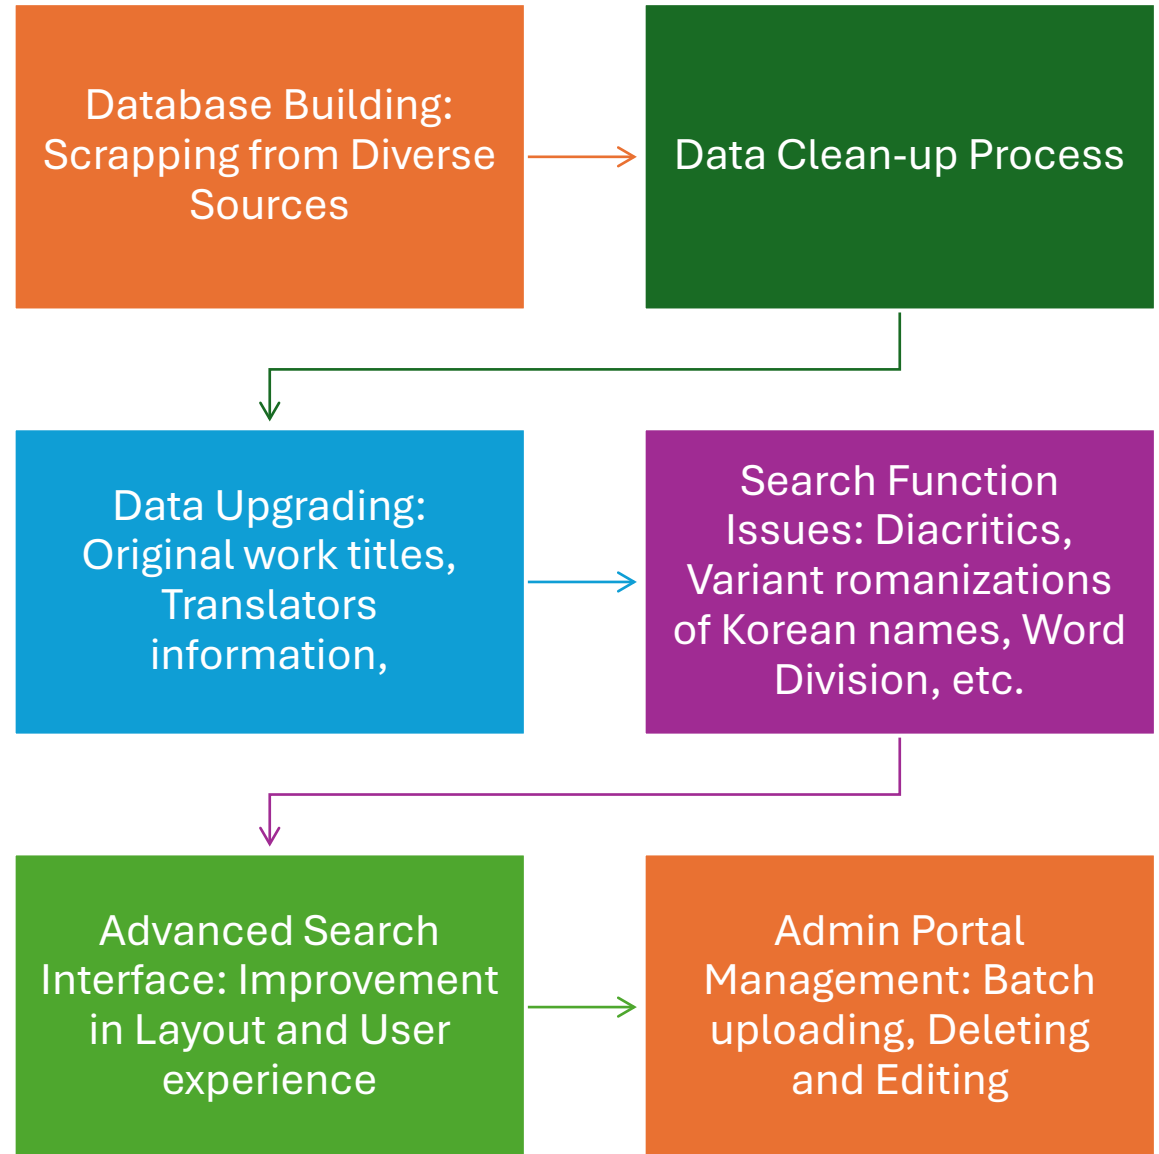 Database Building:
Scrapping from Diverse
Sources
Data Clean-up Process
Data Upgrading:
Original work titles,
Translators
information,
Search Function
Issues: Diacritics,
Variant romanizations
of Korean names, Word
Division, etc.
Advanced Search
Interface: Improvement
in Layout and User
experience
Admin Portal
Management: Batch
uploading, Deleting
and Editing